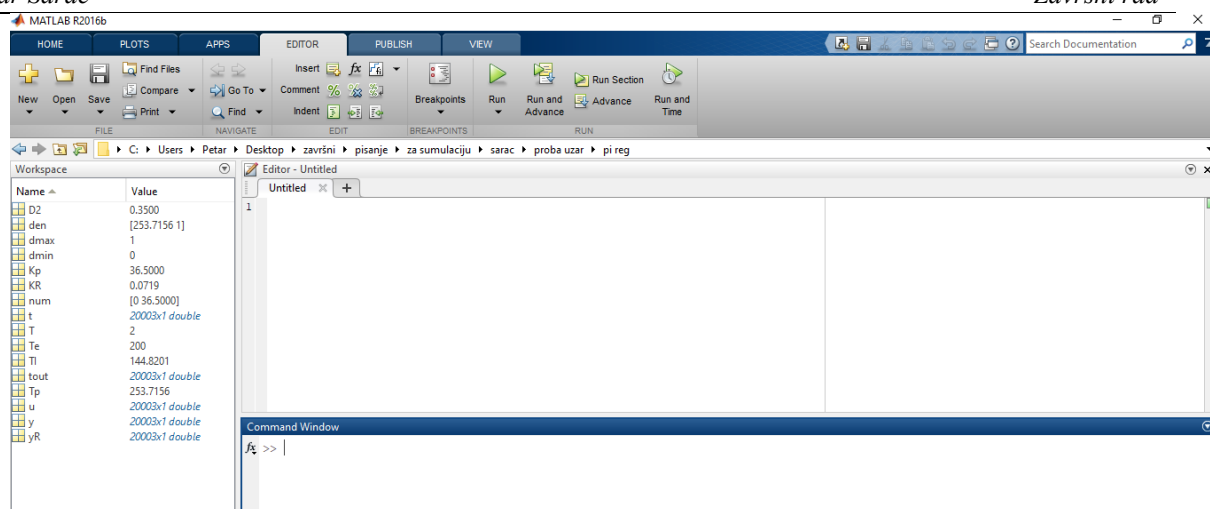 Završni rad
MATLAB R2016b
HOME PLOTS APPS EDITOR PUBLISH VIEW Search Documentation
Find Files Insert fx
New Open Save Compare Go To Comment % Breakpoints Run Run and Advance Run Section Advance Run and Time
Print Find Indent
FILE NAVIGATE EDIT BREAKPOINTS RUN
C: Users Petar Desktop završni pisanje za sumulaciju sarac proba uzar pi reg
Workspace
Name Value
D2 0.3500
den [253.7156 1]
dmax 1
dmin 0
Kp 36.5000
KR 0.0719
num [0 36.5000]
t 20003x1 double
T 2
Te 200
TI 144.8201
tout 20003x1 double
Tp 253.7156
u 20003x1 double
y 20003x1 double
yR 20003x1 double
Editor - Untitled
Untitled +
1
Command Window
fx >>